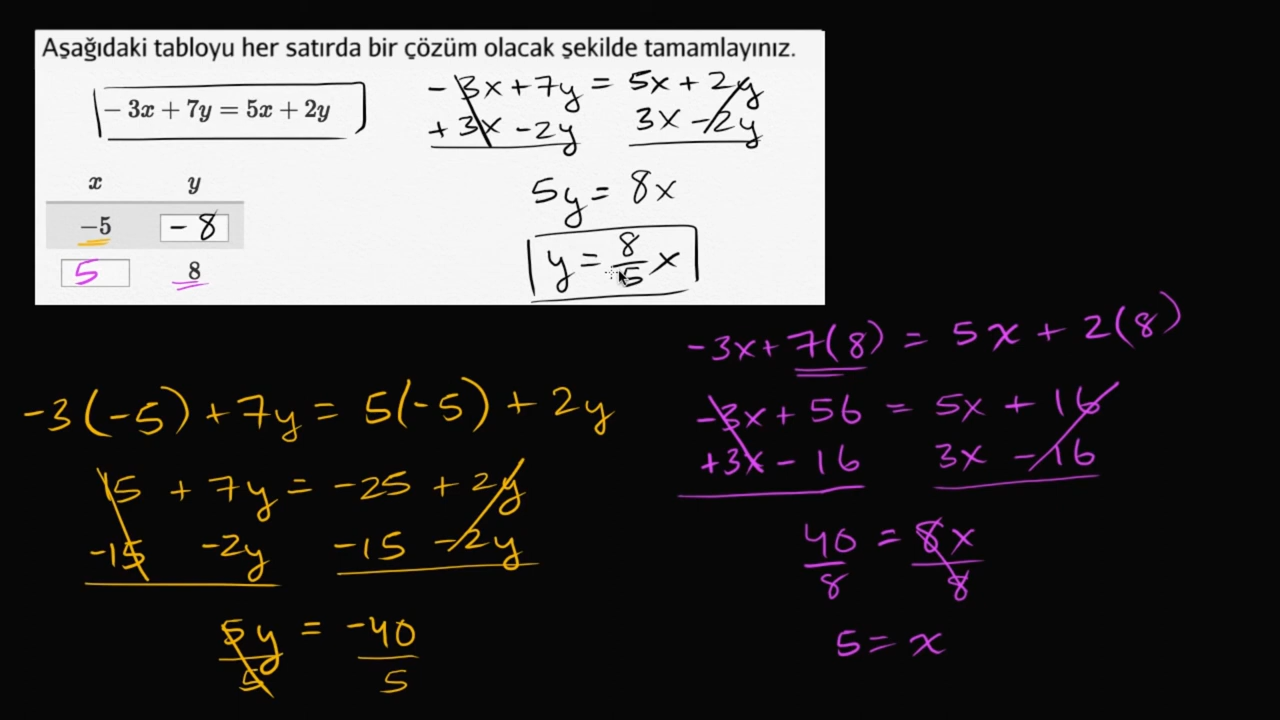 Aşağıdaki tabloyu her satırda bir çözüm olacak şekilde tamamlayınız.
− 3x + 7y = 5x + 2y
x y
−5 -8
5 8
-3x + 7y = 5x + 2y
+3x - 2y 3x - 2y
5y = 8x
y = 8/5 x
-3(-5) + 7y = 5(-5) + 2y
15 + 7y = -25 + 2y
-15 -2y -15 -2y
5y = -40
5 5
-3x + 7(8) = 5x + 2(8)
-3x + 56 = 5x + 16
+3x - 16 3x - 16
40 = 8x
8 8
5 = x